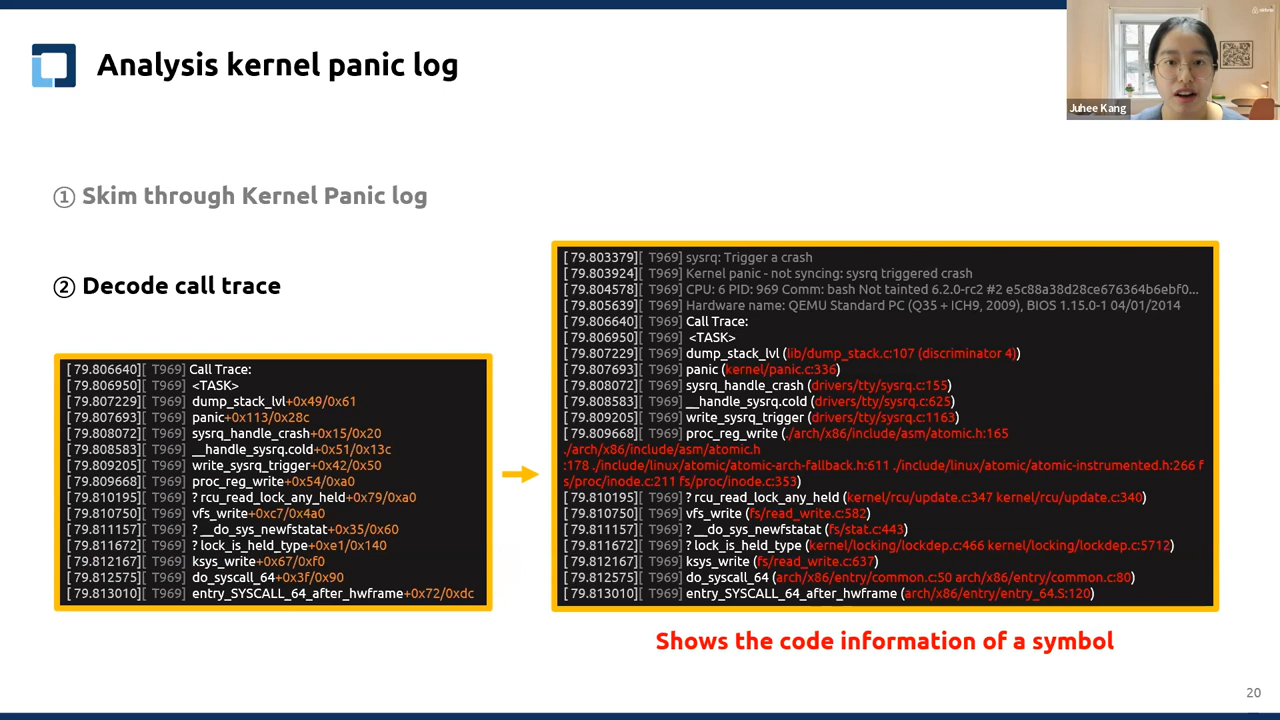 Analysis kernel panic log
Juhee Kang
① Skim through Kernel Panic log
② Decode call trace
[ 79.806640][ T969] Call Trace:
[ 79.806950][ T969] <TASK>
[ 79.807229][ T969] dump_stack_lvl+0x49/0x61
[ 79.807693][ T969] panic+0x113/0x28c
[ 79.808072][ T969] sysrq_handle_crash+0x15/0x20
[ 79.808583][ T969] __handle_sysrq.cold+0x51/0x13c
[ 79.809205][ T969] write_sysrq_trigger+0x42/0x50
[ 79.809668][ T969] proc_reg_write+0x54/0xa0
[ 79.810195][ T969] ? rcu_read_lock_any_held+0x79/0xa0
[ 79.810750][ T969] vfs_write+0xc7/0x4a0
[ 79.811157][ T969] ? __do_sys_newfstatat+0x35/0x60
[ 79.811672][ T969] ? lock_is_held_type+0xe1/0x140
[ 79.812167][ T969] ksys_write+0x67/0xf0
[ 79.812575][ T969] do_syscall_64+0x3f/0x90
[ 79.813010][ T969] entry_SYSCALL_64_after_hwframe+0x72/0xdc
[ 79.803379][ T969] sysrq: Trigger a crash
[ 79.803924][ T969] Kernel panic - not syncing: sysrq triggered crash
[ 79.804578][ T969] CPU: 6 PID: 969 Comm: bash Not tainted 6.2.0-rc2 #2 e5c88a38d28ce676364b6ebf0...
[ 79.805639][ T969] Hardware name: QEMU Standard PC (Q35 + ICH9, 2009), BIOS 1.15.0-1 04/01/2014
[ 79.806640][ T969] Call Trace:
[ 79.806950][ T969] <TASK>
[ 79.807229][ T969] dump_stack_lvl (lib/dump_stack.c:107 (discriminator 4))
[ 79.807693][ T969] panic (kernel/panic.c:336)
[ 79.808072][ T969] sysrq_handle_crash (drivers/tty/sysrq.c:155)
[ 79.808583][ T969] __handle_sysrq.cold (drivers/tty/sysrq.c:625)
[ 79.809205][ T969] write_sysrq_trigger (drivers/tty/sysrq.c:1163)
[ 79.809668][ T969] proc_reg_write (./arch/x86/include/asm/atomic.h:165
./arch/x86/include/asm/atomic.h
:178 ./include/linux/atomic/atomic-arch-fallback.h:611 ./include/linux/atomic/atomic-instrumented.h:266 f
s/proc/inode.c:211 fs/proc/inode.c:353)
[ 79.810195][ T969] ? rcu_read_lock_any_held (kernel/rcu/update.c:347 kernel/rcu/update.c:340)
[ 79.810750][ T969] vfs_write (fs/read_write.c:582)
[ 79.811157][ T969] ? __do_sys_newfstatat (fs/stat.c:443)
[ 79.811672][ T969] ? lock_is_held_type (kernel/locking/lockdep.c:466 kernel/locking/lockdep.c:5712)
[ 79.812167][ T969] ksys_write (fs/read_write.c:637)
[ 79.812575][ T969] do_syscall_64 (arch/x86/entry/common.c:50 arch/x86/entry/common.c:80)
[ 79.813010][ T969] entry_SYSCALL_64_after_hwframe (arch/x86/entry/entry_64.S:120)
Shows the code information of a symbol
20